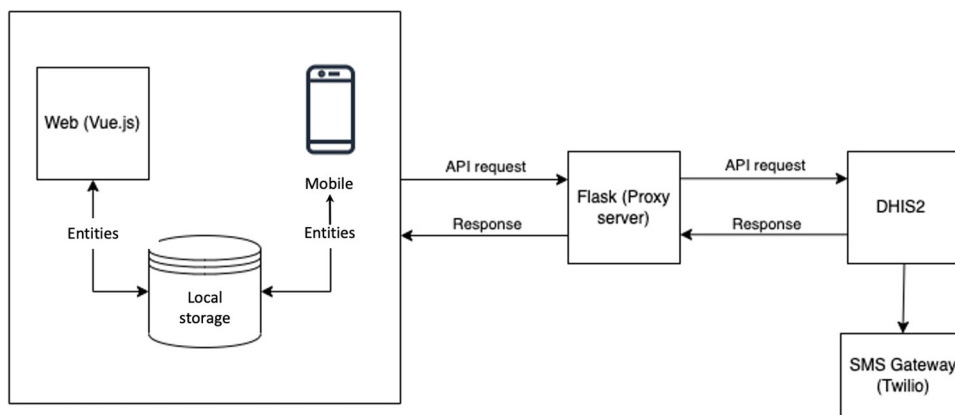 Web (Vue.js)
Mobile
Entities
Entities
Local
storage
API request
Response
Flask (Proxy
server)
API request
Response
DHIS2
SMS Gateway
(Twilio)